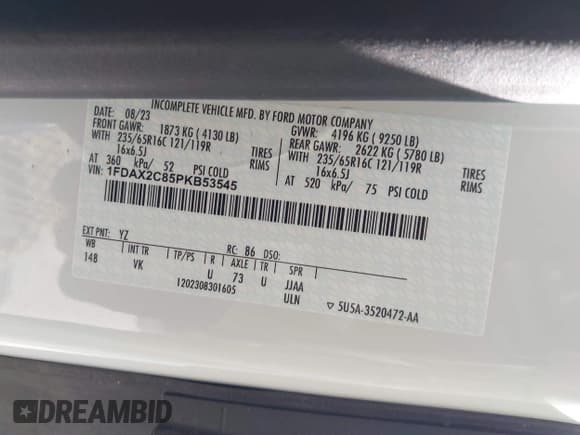 INCOMPLETE VEHICLE MFD. BY FORD MOTOR COMPANY
DATE: 08/23 GVWR: 4196 KG ( 9250 LB)
FRONT GAWR: 1873 KG ( 4130 LB) REAR GAWR: 2622 KG ( 5780 LB)
WITH 235/65R16C 121/119R TIRES WITH 235/65R16C 121/119R TIRES
16x6.5J RIMS 16x6.5J RIMS
AT 360 kPa/ 52 PSI COLD AT 520 kPa/ 75 PSI COLD
VIN: 1FDAX2C85PKB53545
EXT PNT: YZ RC: 86 DSO:
WB INT TR TP/PS R AXLE TR SPR
148 VK U 73 U JJAA
1202308301605 ULN 5U5A-3520472-AA
DREAMBID